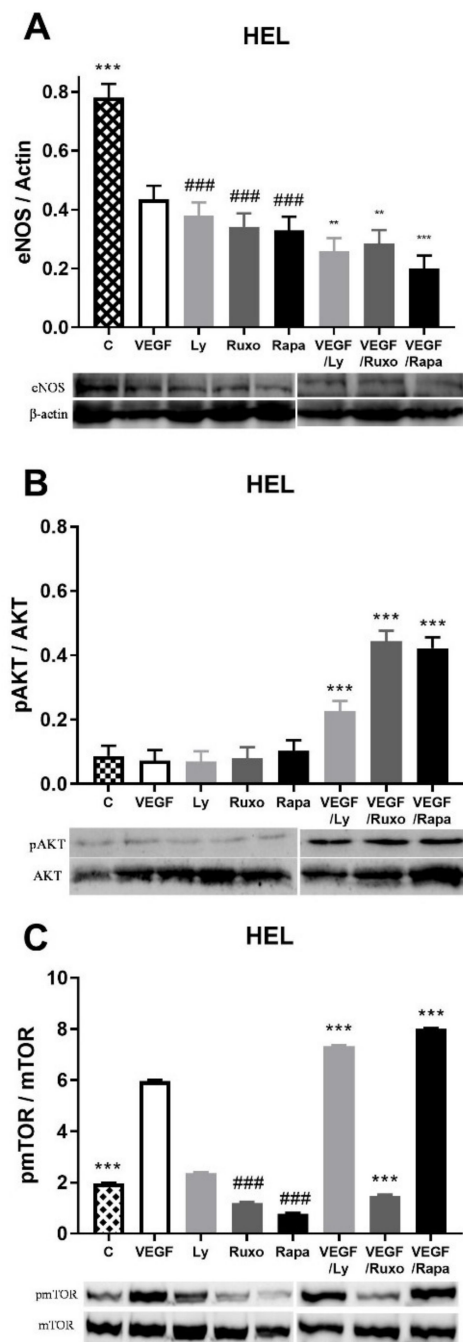 A
HEL
eNOS / Actin
0.8
0.6
0.4
0.2
0.0
*** ### ### ### ** ** ***
C VEGF Ly Ruxo Rapa VEGF VEGF VEGF
/Ly /Ruxo /Rapa
eNOS
β-actin
B
HEL
pAKT / AKT
0.8
0.6
0.4
0.2
0.0
*** *** ***
C VEGF Ly Ruxo Rapa VEGF VEGF VEGF
/Ly /Ruxo /Rapa
pAKT
AKT
C
HEL
pmTOR / mTOR
10
8
6
4
2
0
*** ### ### *** *** ***
C VEGF Ly Ruxo Rapa VEGF VEGF VEGF
/Ly /Ruxo /Rapa
pmTOR
mTOR